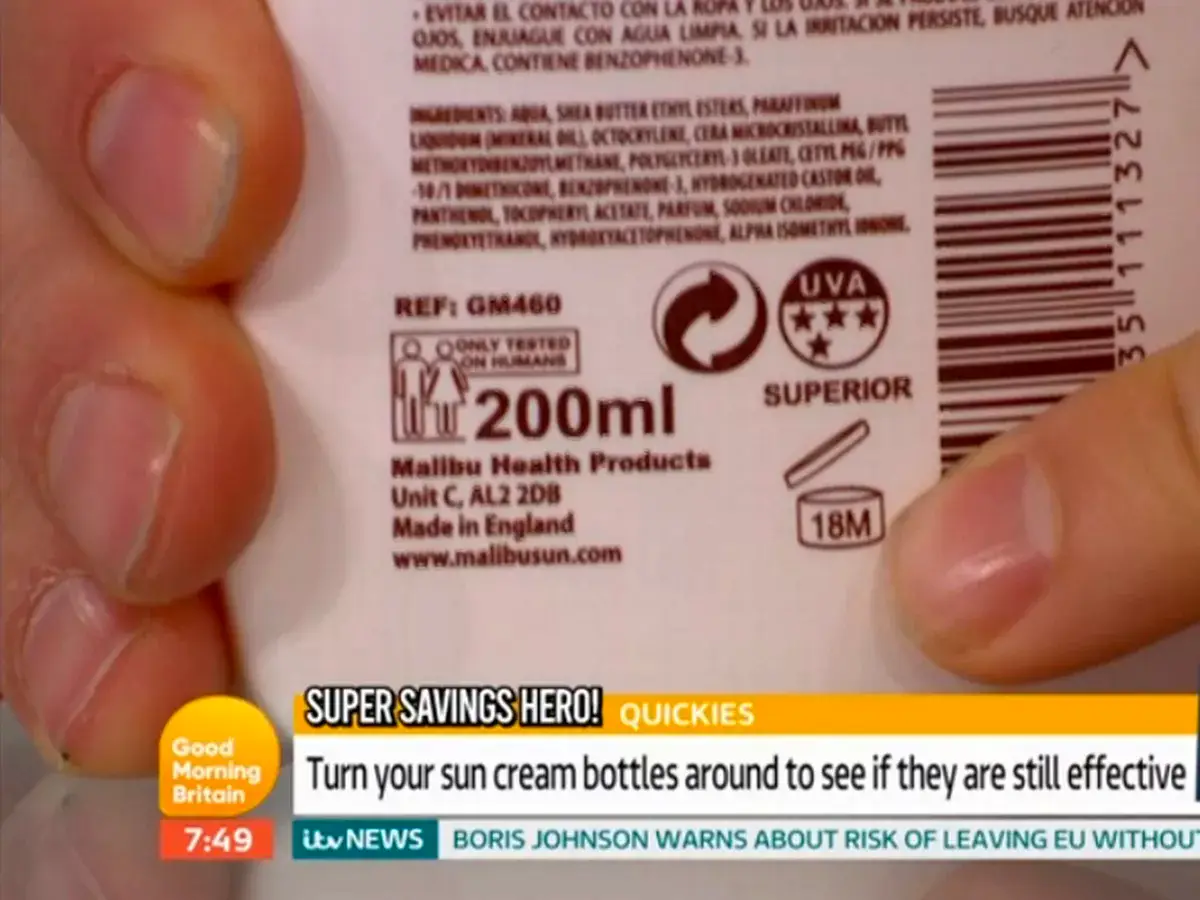 • EVITAR EL CONTACTO CON LA ROPA Y LOS OJOS. SI SE
OJOS, ENJUAGUE CON AGUA LIMPIA. SI LA IRRITACION PERSISTE, BUSQUE ATENCION
MEDICA. CONTIENE BENZOPHENONE-3.
INGREDIENTS: AQUA, SHEA BUTTER ETHYL ESTERS, PARAFFINUM
LIQUIDUM (MINERAL OIL), OCTOCRYLENE, CERA MICROCRISTALLINA, BUTYL
METHOXYDIBENZOYLMETHANE, POLYGLYCERYL-3 OLEATE, CETYL PEG / PPG
-10/1 DIMETHICONE, BENZOPHENONE-3, HYDROGENATED CASTOR OIL,
PANTHENOL, TOCOPHERYL ACETATE, PARFUM, SODIUM CHLORIDE,
PHENOXYETHANOL, HYDROXYACETOPHENONE, ALPHA ISOMETHYL IONONE.
REF: GM460
ONLY TESTED
ON HUMANS
200ml
Malibu Health Products
Unit C, AL2 2DB
Made in England
www.malibusun.com
UVA
SUPERIOR
18M
35 111327 >
SUPER SAVINGS HERO! QUICKIES
Turn your sun cream bottles around to see if they are still effective
Good
Morning
Britain
7:49
itv NEWS BORIS JOHNSON WARNS ABOUT RISK OF LEAVING EU WITHOU